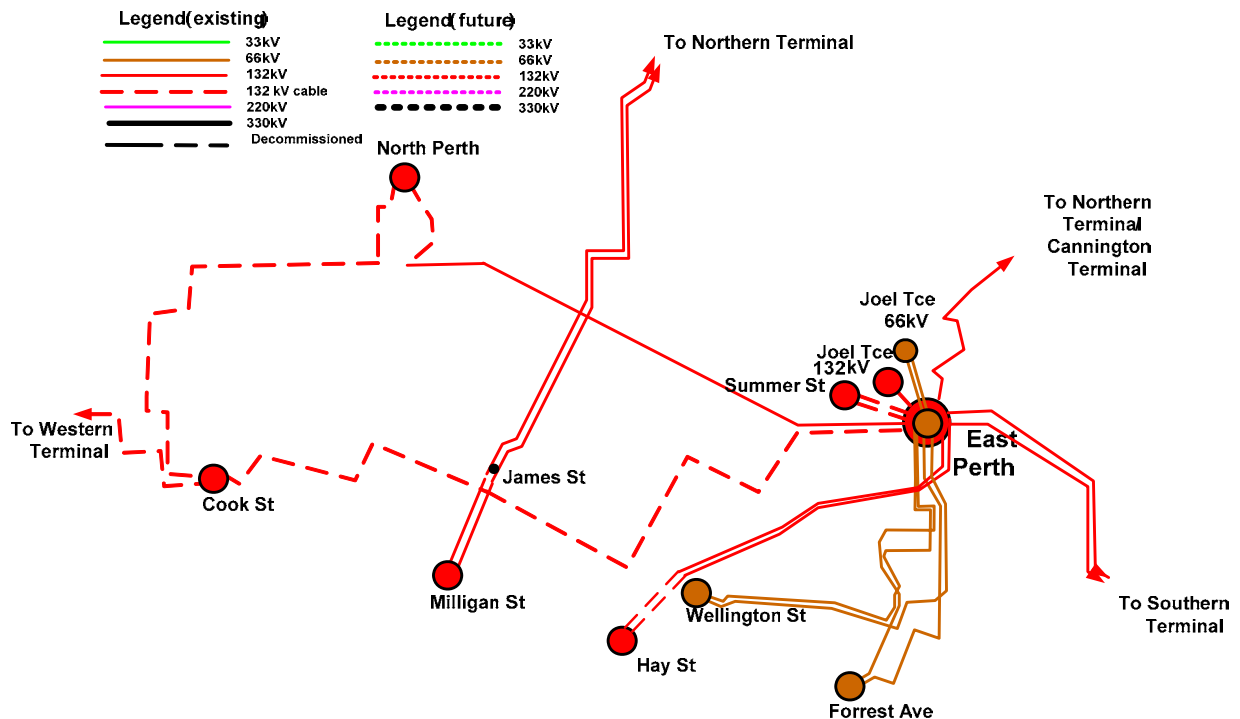 Legend(existing)
33kV
66kV
132kV
132 kV cable
220kV
330kV
Decommissioned
Legend(future)
33kV
66kV
132kV
220kV
330kV
To Northern Terminal
North Perth
To Northern
Terminal/
Cannington
Terminal
Joel Tce
66kV
Joel Tce
132kV
Summer St
To Western
Terminal
East
Perth
James St
Cook St
Milligan St
Wellington St
To Southern
Terminal
Hay St
Forrest Ave